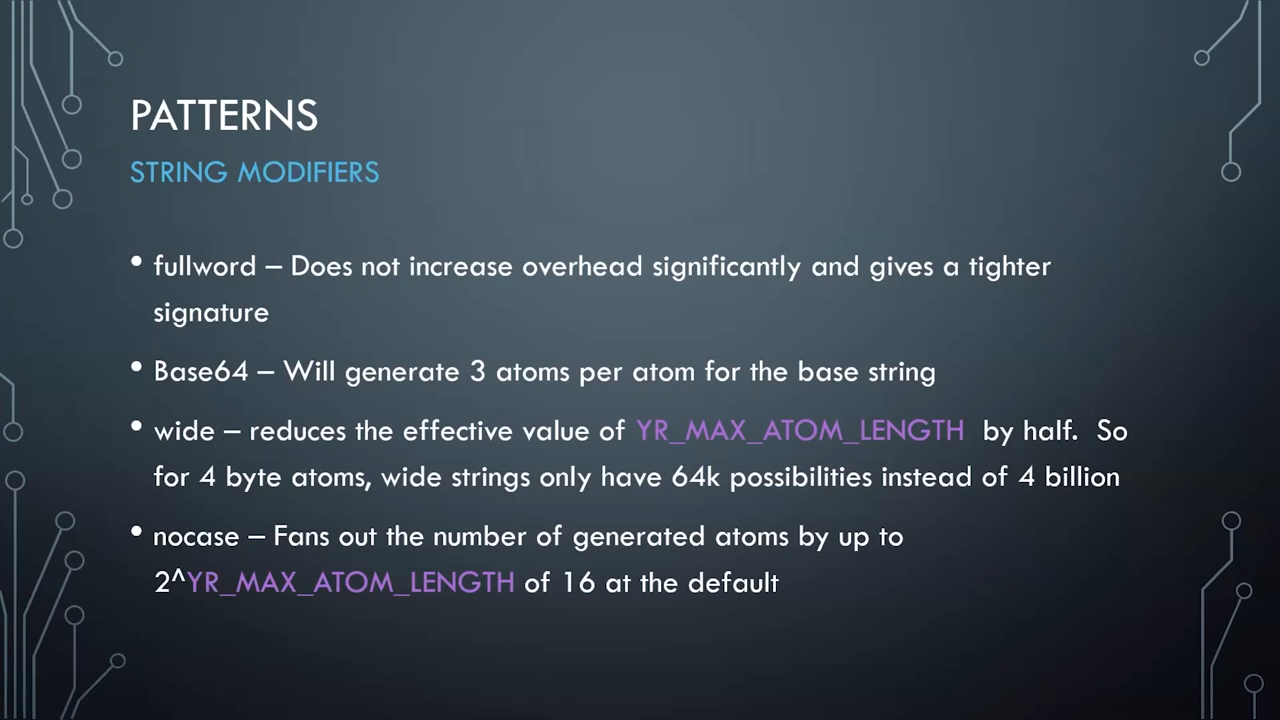 PATTERNS
STRING MODIFIERS
• fullword – Does not increase overhead significantly and gives a tighter
signature
• Base64 – Will generate 3 atoms per atom for the base string
• wide – reduces the effective value of YR_MAX_ATOM_LENGTH by half. So
for 4 byte atoms, wide strings only have 64k possibilities instead of 4 billion
• nocase – Fans out the number of generated atoms by up to
2^YR_MAX_ATOM_LENGTH of 16 at the default